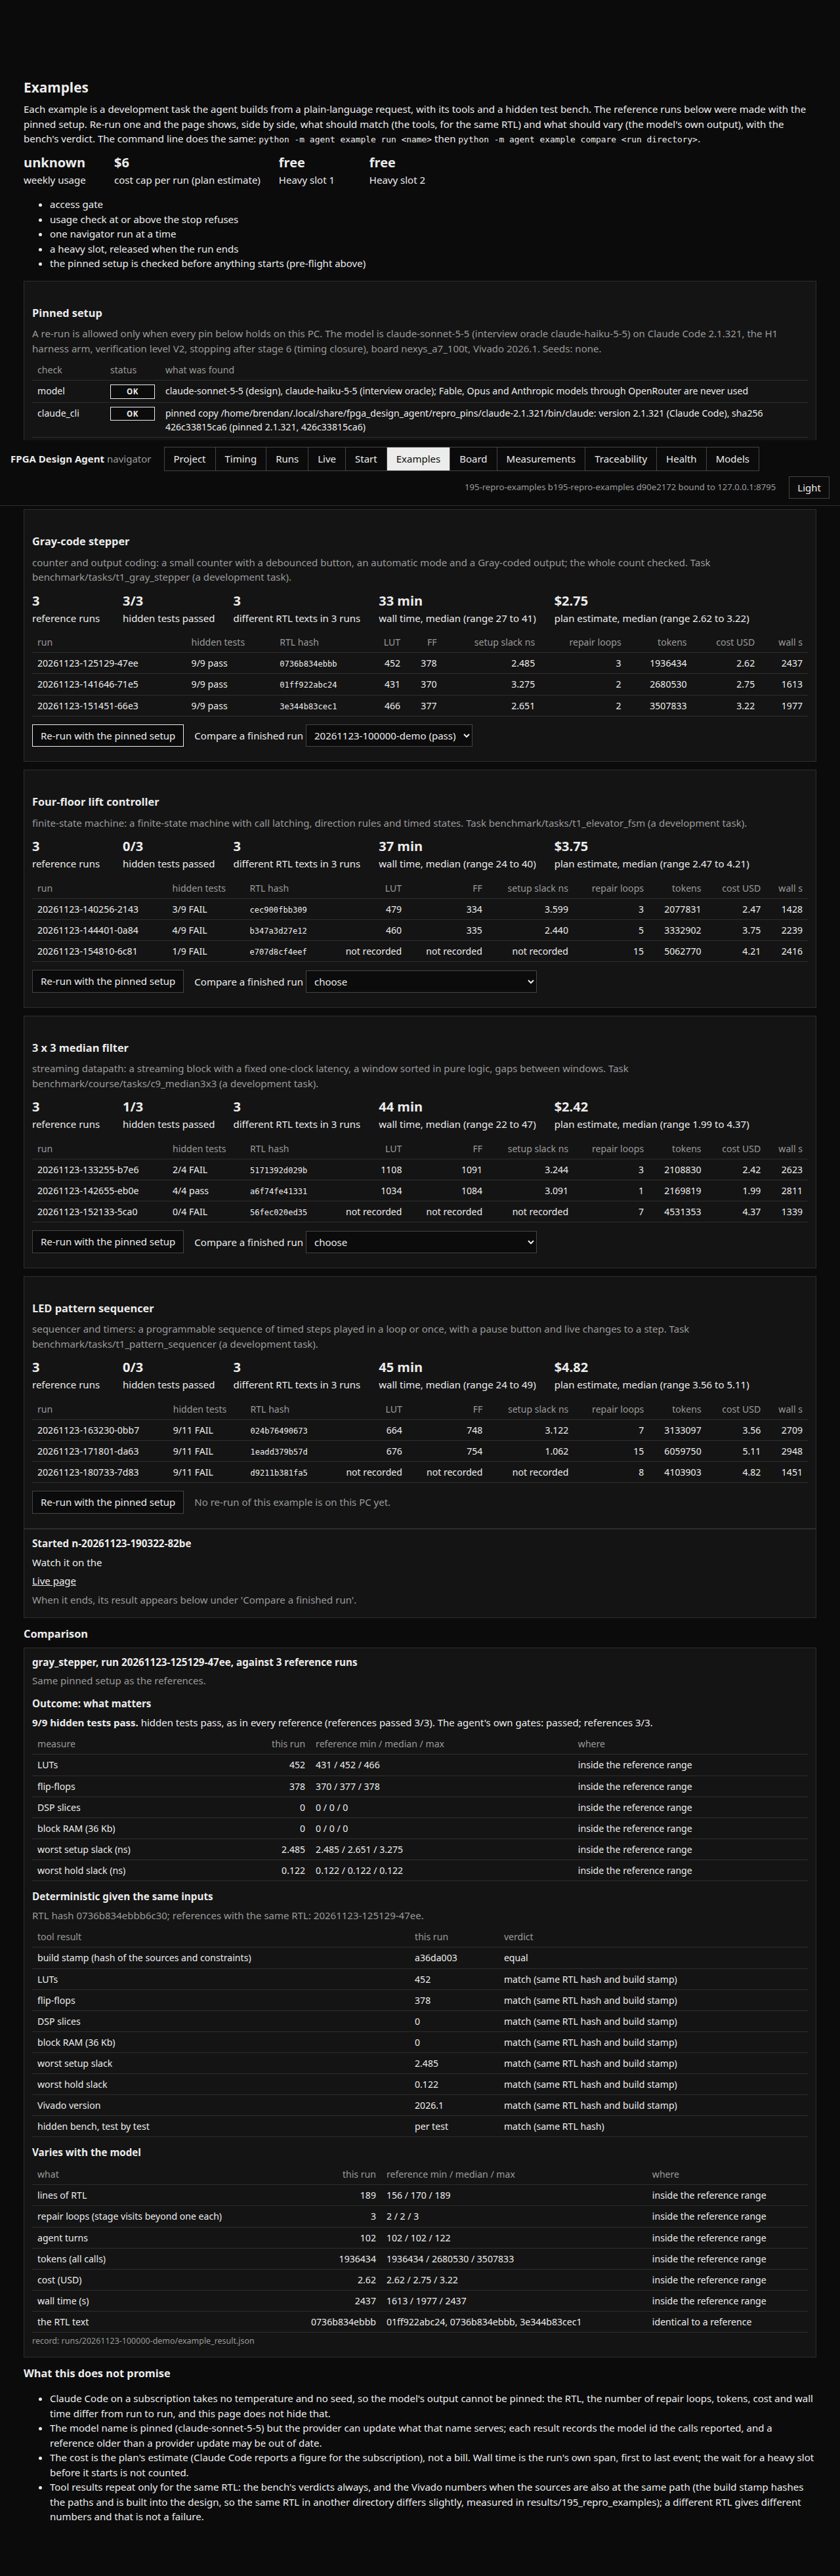 Examples
Each example is a development task the agent builds from a plain-language request, with its tools and a hidden test bench. The reference runs below were made with the
pinned setup. Re-run one and the page shows, side by side, what should match (the tools, for the same RTL) and what should vary (the model's own output), with the
bench's verdict. The command line does the same: python -m agent example run <name> then python -m agent example compare <run directory>.
unknown $6 free free
weekly usage cost cap per run (plan estimate) Heavy slot 1 Heavy slot 2
• access gate
• usage check at or above the stop refuses
• one navigator run at a time
• a heavy slot, released when the run ends
• the pinned setup is checked before anything starts (pre-flight above)
Pinned setup
A re-run is allowed only when every pin below holds on this PC. The model is claude-sonnet-5-5 (interview oracle claude-haiku-5-5) on Claude Code 2.1.321, the H1
harness arm, verification level V2, stopping after stage 6 (timing closure), board nexys_a7_100t, Vivado 2026.1. Seeds: none.
check status what was found
model OK claude-sonnet-5-5 (design), claude-haiku-5-5 (interview oracle); Fable, Opus and Anthropic models through OpenRouter are never used
claude_cli OK pinned copy /home/brendan/.local/share/fpga_design_agent/repro_pins/claude-2.1.321/bin/claude: version 2.1.321 (Claude Code), sha256
426c33815ca6 (pinned 2.1.321, 426c33815ca6)
FPGA Design Agent navigator Project Timing Runs Live Start Examples Board Measurements Traceability Health Models
195-repro-examples b195-repro-examples d90e2172 bound to 127.0.0.1:8795 Light
Gray-code stepper
counter and output coding: a small counter with a debounced button, an automatic mode and a Gray-coded output; the whole count checked. Task
benchmark/tasks/t1_gray_stepper (a development task).
3 3/3 3 33 min $2.75
reference runs hidden tests passed different RTL texts in 3 runs wall time, median (range 27 to 41) plan estimate, median (range 2.62 to 3.22)
run hidden tests RTL hash LUT FF setup slack ns repair loops tokens cost USD wall s
20261123-125129-47ee 9/9 pass 0736b834ebbb 452 378 2.485 3 1936434 2.62 2437
20261123-141646-71e5 9/9 pass 01ff922abc24 431 370 3.275 2 2680530 2.75 1613
20261123-151451-66e3 9/9 pass 3e344b83cec1 466 377 2.651 2 3507833 3.22 1977
Re-run with the pinned setup Compare a finished run 20261123-100000-demo (pass)
Four-floor lift controller
finite-state machine: a finite-state machine with call latching, direction rules and timed states. Task benchmark/tasks/t1_elevator_fsm (a development task).
3 0/3 3 37 min $3.75
reference runs hidden tests passed different RTL texts in 3 runs wall time, median (range 24 to 40) plan estimate, median (range 2.47 to 4.21)
run hidden tests RTL hash LUT FF setup slack ns repair loops tokens cost USD wall s
20261123-140256-2143 3/9 FAIL cec900fbb309 479 334 3.599 3 2077831 2.47 1428
20261123-144401-0a84 4/9 FAIL b347a3d27e12 460 335 2.440 5 3332902 3.75 2239
20261123-154810-6c81 1/9 FAIL e707d8cf4eef not recorded not recorded not recorded 15 5062770 4.21 2416
Re-run with the pinned setup Compare a finished run choose
3 x 3 median filter
streaming datapath: a streaming block with a fixed one-clock latency, a window sorted in pure logic, gaps between windows. Task
benchmark/course/tasks/c9_median3x3 (a development task).
3 1/3 3 44 min $2.42
reference runs hidden tests passed different RTL texts in 3 runs wall time, median (range 22 to 47) plan estimate, median (range 1.99 to 4.37)
run hidden tests RTL hash LUT FF setup slack ns repair loops tokens cost USD wall s
20261123-133255-b7e6 2/4 FAIL 5171392d029b 1108 1091 3.244 3 2108830 2.42 2623
20261123-142655-eb0e 4/4 pass a6f74fe41331 1034 1084 3.091 1 2169819 1.99 2811
20261123-152133-5ca0 0/4 FAIL 56fec020ed35 not recorded not recorded not recorded 7 4531353 4.37 1339
Re-run with the pinned setup Compare a finished run choose
LED pattern sequencer
sequencer and timers: a programmable sequence of timed steps played in a loop or once, with a pause button and live changes to a step. Task
benchmark/tasks/t1_pattern_sequencer (a development task).
3 0/3 3 45 min $4.82
reference runs hidden tests passed different RTL texts in 3 runs wall time, median (range 24 to 49) plan estimate, median (range 3.56 to 5.11)
run hidden tests RTL hash LUT FF setup slack ns repair loops tokens cost USD wall s
20261123-163230-0bb7 9/11 FAIL 024b76490673 664 748 3.122 7 3133097 3.56 2709
20261123-171801-da63 9/11 FAIL 1eadd379b57d 676 754 1.062 15 6059750 5.11 2948
20261123-180733-7d83 9/11 FAIL d9211b381fa5 not recorded not recorded not recorded 8 4103903 4.82 1451
Re-run with the pinned setup No re-run of this example is on this PC yet.
Started n-20261123-190322-82be
Watch it on the
Live page
When it ends, its result appears below under 'Compare a finished run'.
Comparison
gray_stepper, run 20261123-125129-47ee, against 3 reference runs
Same pinned setup as the references.
Outcome: what matters
9/9 hidden tests pass. hidden tests pass, as in every reference (references passed 3/3). The agent's own gates: passed; references 3/3.
measure this run reference min / median / max where
LUTs 452 431 / 452 / 466 inside the reference range
flip-flops 378 370 / 377 / 378 inside the reference range
DSP slices 0 0 / 0 / 0 inside the reference range
block RAM (36 Kb) 0 0 / 0 / 0 inside the reference range
worst setup slack (ns) 2.485 2.485 / 2.651 / 3.275 inside the reference range
worst hold slack (ns) 0.122 0.122 / 0.122 / 0.122 inside the reference range
Deterministic given the same inputs
RTL hash 0736b834ebbb6c30; references with the same RTL: 20261123-125129-47ee.
tool result this run verdict
build stamp (hash of the sources and constraints) a36da003 equal
LUTs 452 match (same RTL hash and build stamp)
flip-flops 378 match (same RTL hash and build stamp)
DSP slices 0 match (same RTL hash and build stamp)
block RAM (36 Kb) 0 match (same RTL hash and build stamp)
worst setup slack 2.485 match (same RTL hash and build stamp)
worst hold slack 0.122 match (same RTL hash and build stamp)
Vivado version 2026.1 match (same RTL hash and build stamp)
hidden bench, test by test per test match (same RTL hash)
Varies with the model
what this run reference min / median / max where
lines of RTL 189 156 / 170 / 189 inside the reference range
repair loops (stage visits beyond one each) 3 2 / 2 / 3 inside the reference range
agent turns 102 102 / 102 / 122 inside the reference range
tokens (all calls) 1936434 1936434 / 2680530 / 3507833 inside the reference range
cost (USD) 2.62 2.62 / 2.75 / 3.22 inside the reference range
wall time (s) 2437 1613 / 1977 / 2437 inside the reference range
the RTL text 0736b834ebbb 01ff922abc24, 0736b834ebbb, 3e344b83cec1 identical to a reference
record: runs/20261123-100000-demo/example_result.json
What this does not promise
• Claude Code on a subscription takes no temperature and no seed, so the model's output cannot be pinned: the RTL, the number of repair loops, tokens, cost and wall
time differ from run to run, and this page does not hide that.
• The model name is pinned (claude-sonnet-5-5) but the provider can update what that name serves; each result records the model id the calls reported, and a
reference older than a provider update may be out of date.
• The cost is the plan's estimate (Claude Code reports a figure for the subscription), not a bill. Wall time is the run's own span, first to last event; the wait for a heavy slot
before it starts is not counted.
• Tool results repeat only for the same RTL: the bench's verdicts always, and the Vivado numbers when the sources are also at the same path (the build stamp hashes
the paths and is built into the design, so the same RTL in another directory differs slightly, measured in results/195_repro_examples); a different RTL gives different
numbers and that is not a failure.